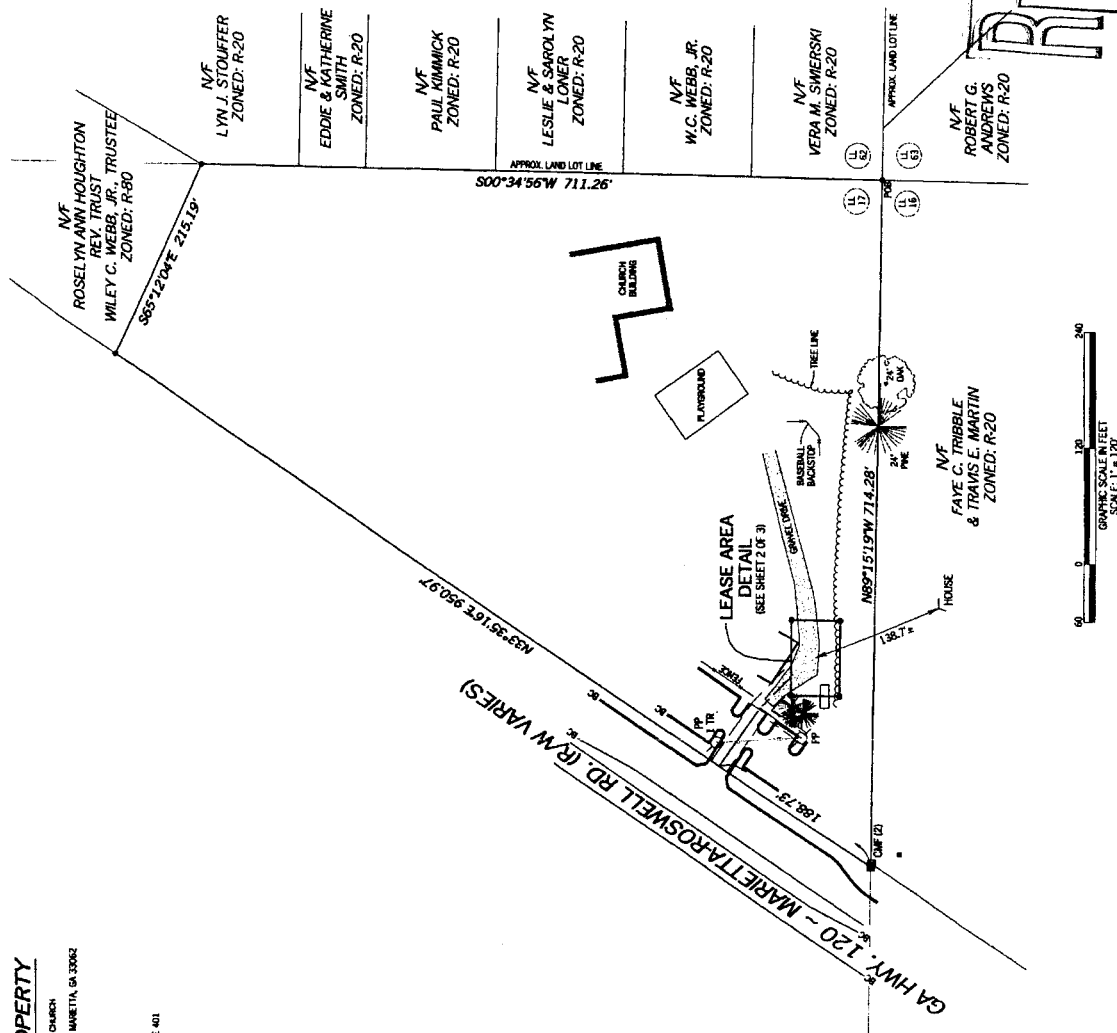 OPERTY
CHURCH
MARIETTA, GA 33062
E 401
N/F
ROSELYN ANN HOUGHTON
REV. TRUST
WILEY C. WEBB, JR., TRUSTEE
ZONED: R-80
S65°12'04"E 215.19'
N/F
LYN J. STOUFFER
ZONED: R-20
N/F
EDDIE & KATHERINE
SMITH
ZONED: R-20
N/F
PAUL KIMMICK
ZONED: R-20
N/F
LESLIE & SAROLYN
LONER
ZONED: R-20
N/F
W.C. WEBB, JR.
ZONED: R-20
N/F
VERA M. SWIERSKI
ZONED: R-20
APPROX. LAND LOT LINE
S00°34'56"W 711.26'
APPROX. LAND LOT LINE
LL 62
LL 63
LL 17
LL 16
POB
N/F
ROBERT G.
ANDREWS
ZONED: R-20
CHURCH
BUILDING
PLAYGROUND
TREE LINE
BASEBALL
BACKSTOP
24"
OAK
24"
PINE
GRAVEL DRIVE
LEASE AREA
DETAIL
(SEE SHEET 2 OF 3)
N33°35'16"E 950.97'
N89°15'19"W 714.28'
N/F
FAYE C. TRIBBLE
& TRAVIS E. MARTIN
ZONED: R-20
HOUSE
138.7'±
FENCE
BC
BC
PP
TR
PP
188.73'
CMF (2)
BC
BC
BC
GA HWY. 120 ~ MARIETTA-ROSWELL RD. (R/W VARIES)
60 0 120 240
GRAPHIC SCALE IN FEET
SCALE: 1" = 120'
R